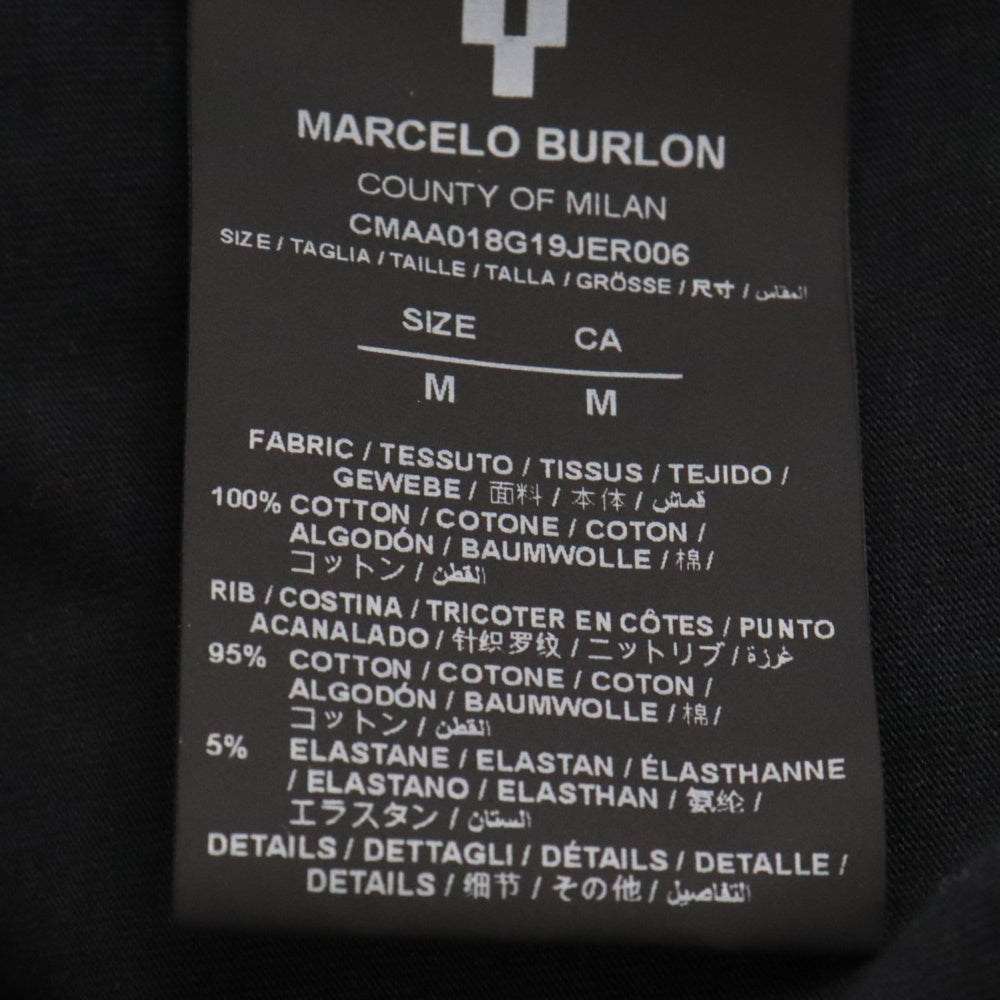 MARCELO BURLON
COUNTY OF MILAN
CMAA018G19JER006
SIZE / TAGLIA / TAILLE / TALLA / GRÖSSE / 尺寸 / المقاس
SIZE CA
M M
FABRIC / TESSUTO / TISSUS / TEJIDO /
GEWEBE / 面料 / 本体 / قماش
100% COTTON / COTONE / COTON /
ALGODÓN / BAUMWOLLE / 棉 /
コットン / القطن
RIB / COSTINA / TRICOTER EN CÔTES / PUNTO
ACANALADO / 针织罗纹 / ニットリブ / غرزة
95% COTTON / COTONE / COTON /
ALGODÓN / BAUMWOLLE / 棉 /
コットン / القطن
5% ELASTANE / ELASTAN / ÉLASTHANNE
/ ELASTANO / ELASTHAN / 氨纶 /
エラスタン / الستان
DETAILS / DETTAGLI / DÉTAILS / DETALLE /
DETAILS / 细节 / その他 / التفاصيل